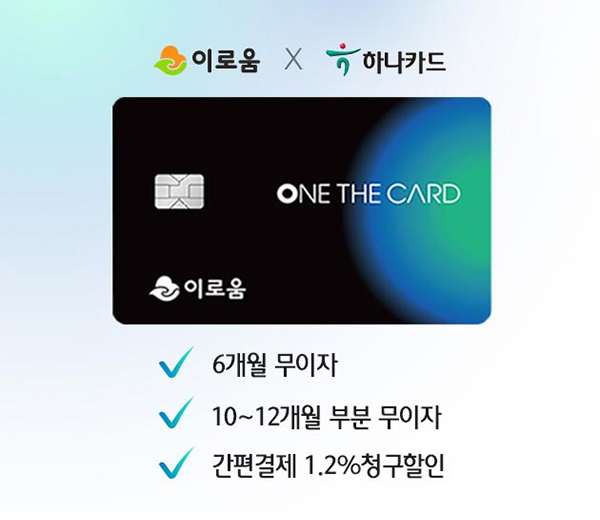 이로움 X 하나카드
ONE THE CARD
이로움
6개월 무이자
10~12개월 부분 무이자
간편결제 1.2%청구할인